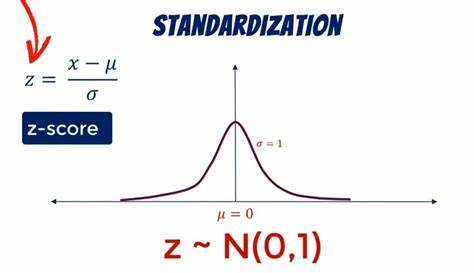 STANDARDIZATION
z = (x − μ) / σ
z-score
σ = 1
μ = 0
z ~ N(0,1)